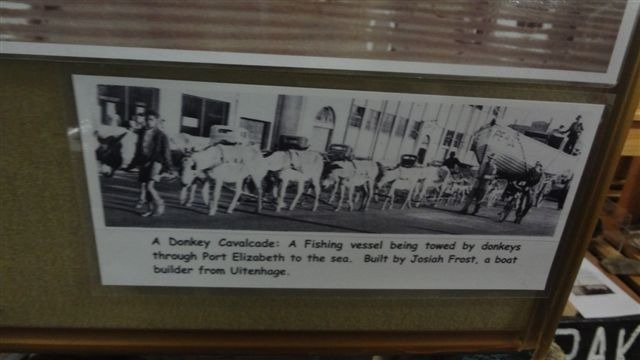 A Donkey Cavalcade: A Fishing vessel being towed by donkeys
through Port Elizabeth to the sea. Built by Josiah Frost, a boat
builder from Uitenhage.